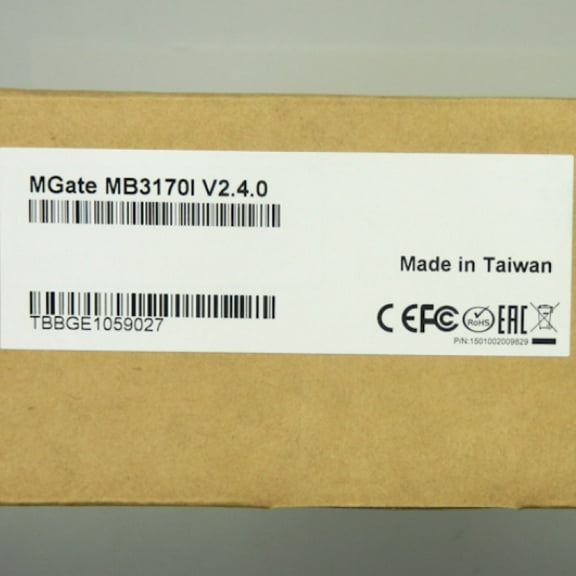 MGate MB3170I V2.4.0
Made in Taiwan
TBBGE1059027
CE FC RoHS EAC
P/N:1501002009829